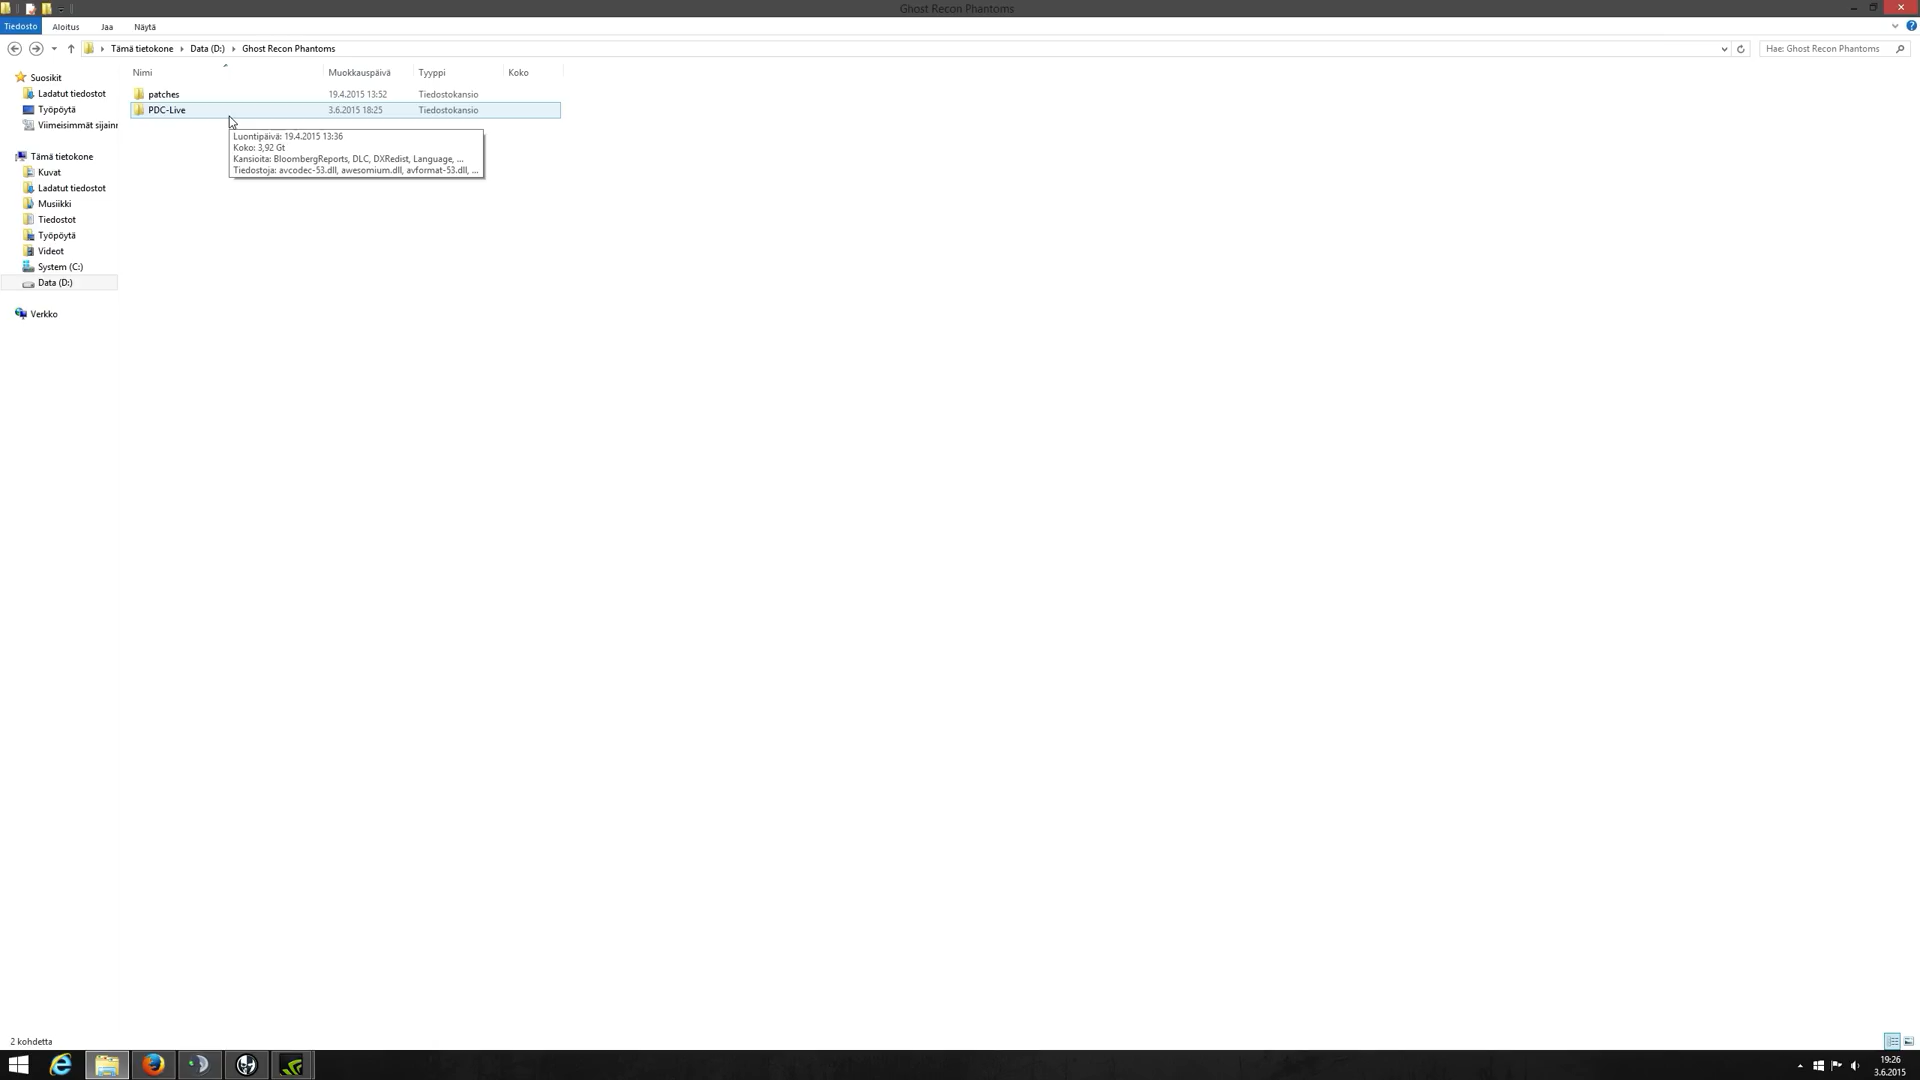 Ghost Recon Phantoms
Tiedosto Aloitus Jaa Näytä
Tämä tietokone Data (D:) Ghost Recon Phantoms Hae: Ghost Recon Phantoms
Nimi Muokkauspäivä Tyyppi Koko
patches 19.4.2015 13:52 Tiedostokansio
PDC-Live 3.6.2015 18:25 Tiedostokansio
Luontipäivä: 19.4.2015 13:36
Koko: 3,92 Gt
Kansioita: BloombergReports, DLC, DXRedist, Language, ...
Tiedostoja: avcodec-53.dll, awesomium.dll, avformat-53.dll, ...
Suosikit
Ladatut tiedostot
Työpöytä
Viimeisimmät sijainn
Tämä tietokone
Kuvat
Ladatut tiedostot
Musiikki
Tiedostot
Työpöytä
Videot
System (C:)
Data (D:)
Verkko
2 kohdetta
19:26
3.6.2015